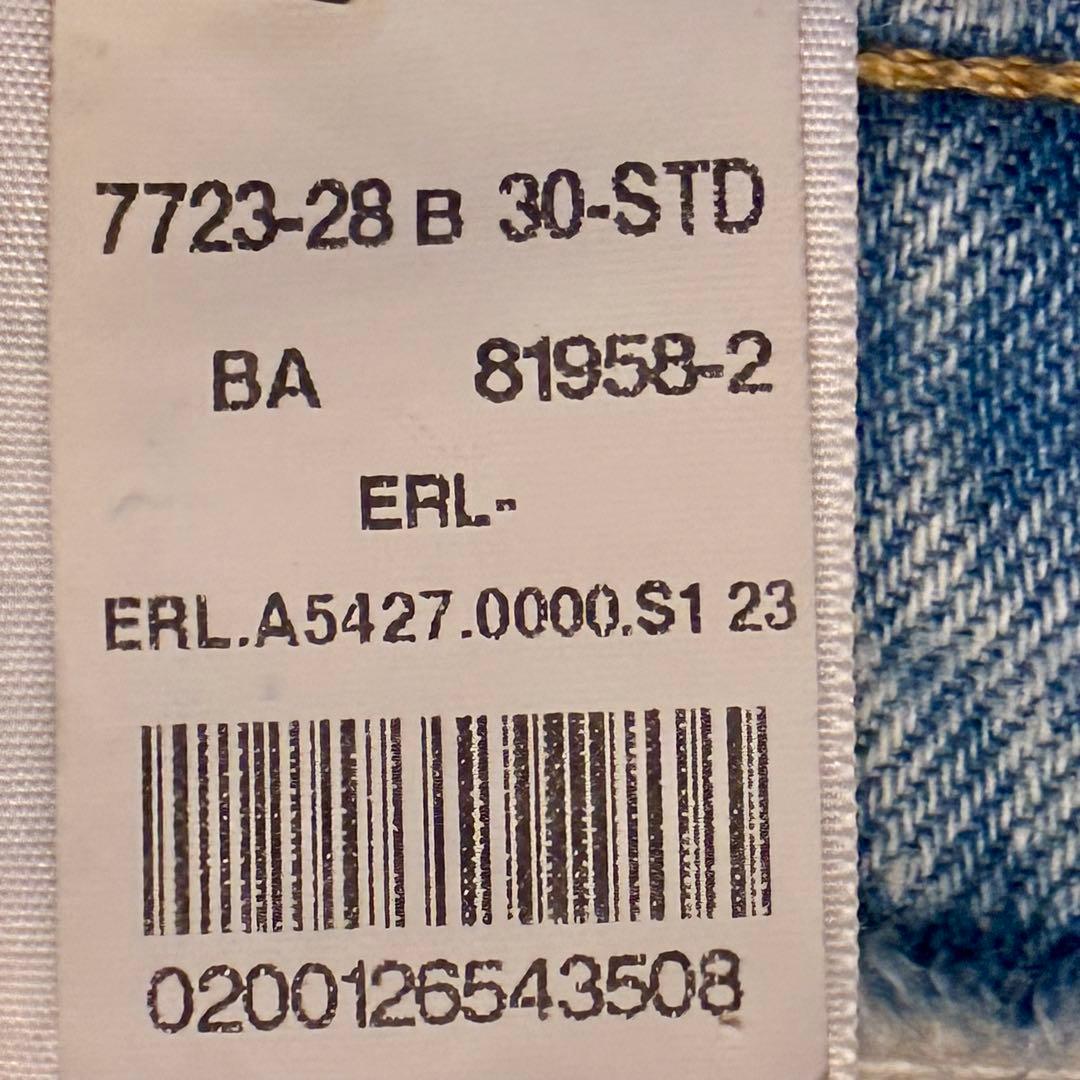 7723-28 B 30-STD
BA 81958-2
ERL-
ERL.A5427.0000.S1 23
0200126543508